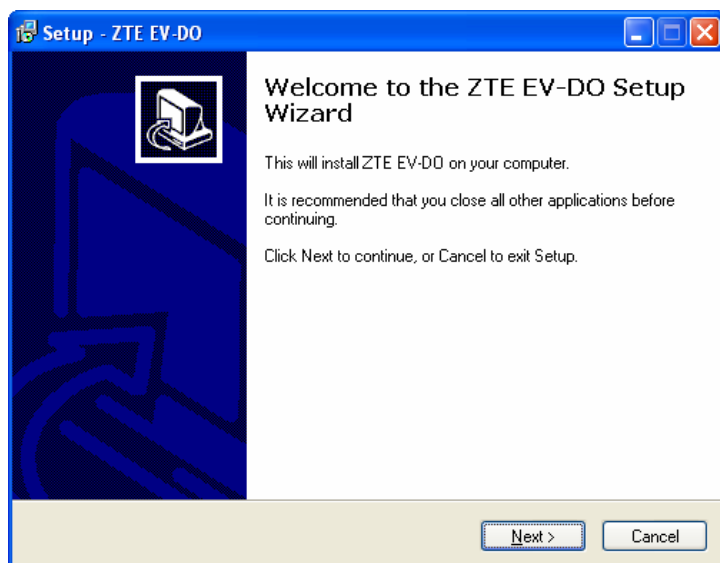 Setup - ZTE EV-DO
Welcome to the ZTE EV-DO Setup
Wizard
This will install ZTE EV-DO on your computer.
It is recommended that you close all other applications before
continuing.
Click Next to continue, or Cancel to exit Setup.
Next >
Cancel